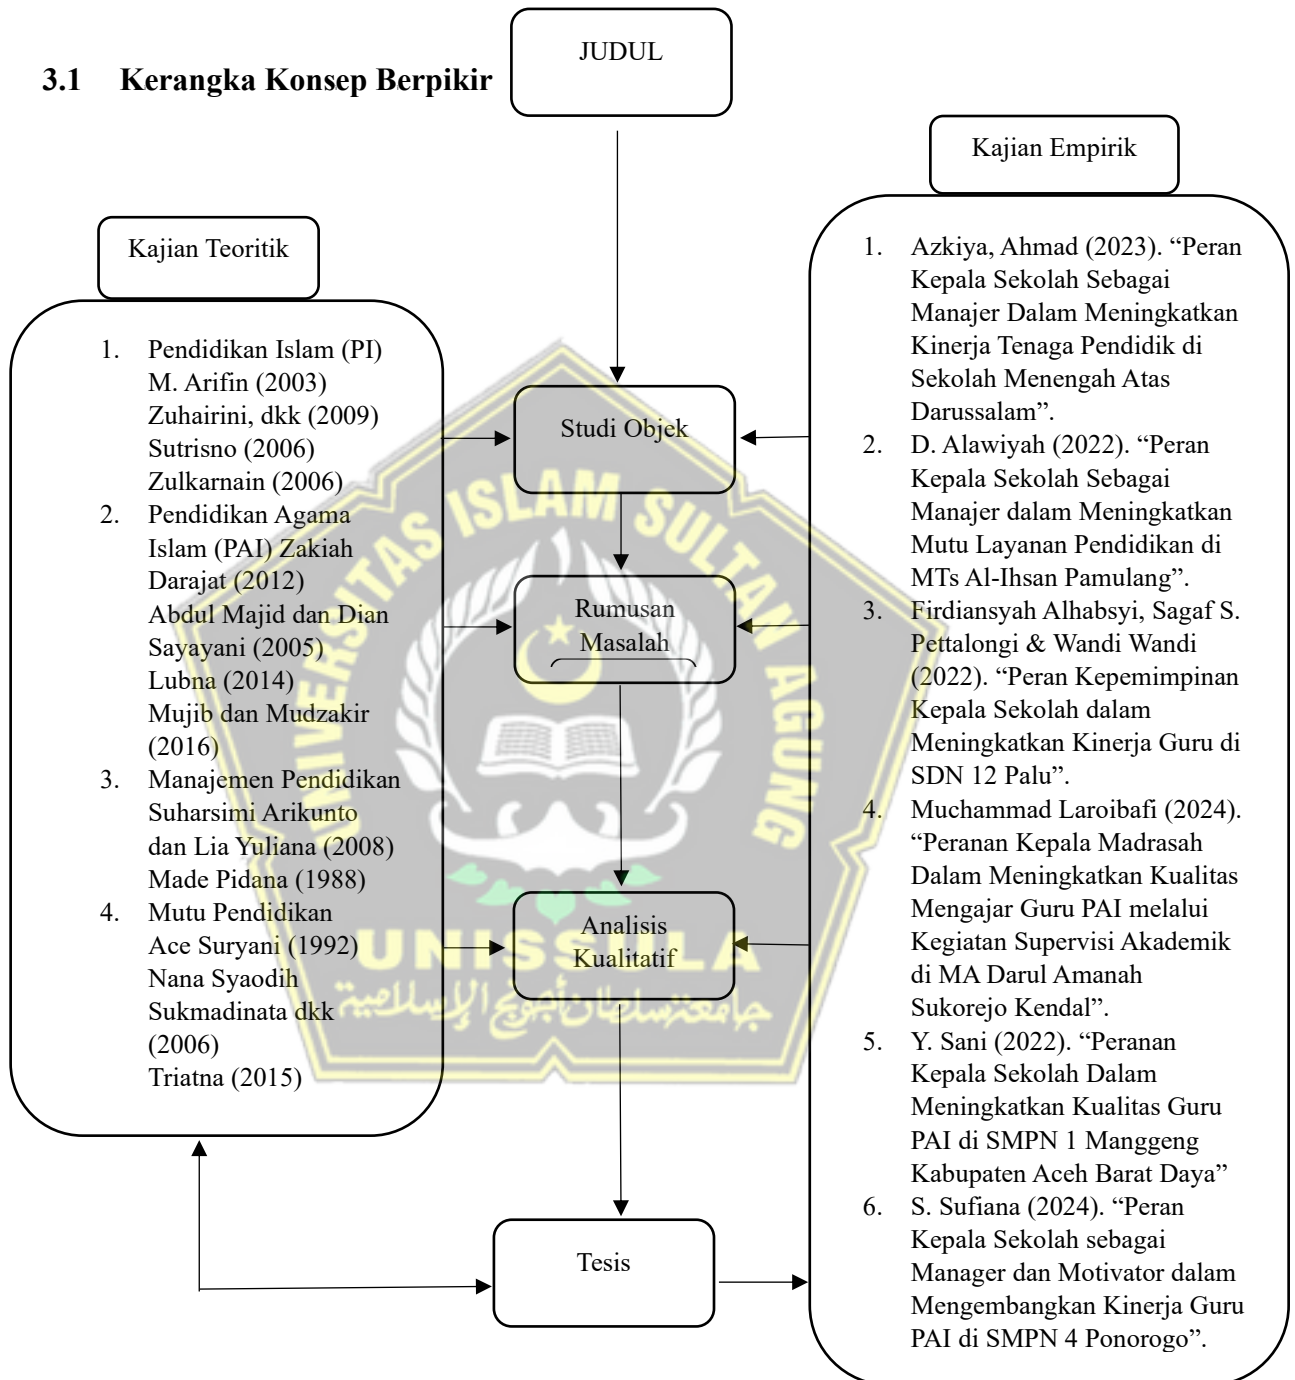 JUDUL
3.1 Kerangka Konsep Berpikir
Kajian Empirik
Kajian Teoritik
1. Pendidikan Islam (PI)
M. Arifin (2003)
Zuhairini, dkk (2009)
Sutrisno (2006)
Zulkarnain (2006)
2. Pendidikan Agama
Islam (PAI) Zakiah
Darajat (2012)
Abdul Majid dan Dian
Sayayani (2005)
Lubna (2014)
Mujib dan Mudzakir
(2016)
3. Manajemen Pendidikan
Suharsimi Arikunto
dan Lia Yuliana (2008)
Made Pidana (1988)
4. Mutu Pendidikan
Ace Suryani (1992)
Nana Syaodih
Sukmadinata dkk
(2006)
Triatna (2015)
Studi Objek
Rumusan
Masalah
Analisis
Kualitatif
Tesis
1. Azkiya, Ahmad (2023). “Peran
Kepala Sekolah Sebagai
Manajer Dalam Meningkatkan
Kinerja Tenaga Pendidik di
Sekolah Menengah Atas
Darussalam”.
2. D. Alawiyah (2022). “Peran
Kepala Sekolah Sebagai
Manajer dalam Meningkatkan
Mutu Layanan Pendidikan di
MTs Al-Ihsan Pamulang”.
3. Firdiansyah Alhabsyi, Sagaf S.
Pettalongi & Wandi Wandi
(2022). “Peran Kepemimpinan
Kepala Sekolah dalam
Meningkatkan Kinerja Guru di
SDN 12 Palu”.
4. Muchammad Laroibafi (2024).
“Peranan Kepala Madrasah
Dalam Meningkatkan Kualitas
Mengajar Guru PAI melalui
Kegiatan Supervisi Akademik
di MA Darul Amanah
Sukorejo Kendal”.
5. Y. Sani (2022). “Peranan
Kepala Sekolah Dalam
Meningkatkan Kualitas Guru
PAI di SMPN 1 Manggeng
Kabupaten Aceh Barat Daya”
6. S. Sufiana (2024). “Peran
Kepala Sekolah sebagai
Manager dan Motivator dalam
Mengembangkan Kinerja Guru
PAI di SMPN 4 Ponorogo”.
UNIVERSITAS ISLAM SULTAN AGUNG
UNISSULA
جامعة سلطان أجونج الإسلامية